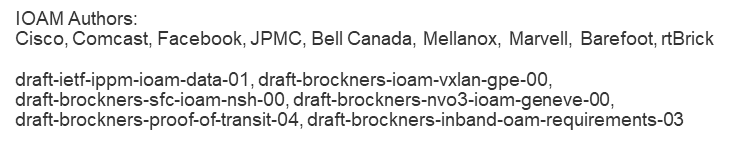 IOAM Authors:
Cisco, Comcast, Facebook, JPMC, Bell Canada, Mellanox, Marvell, Barefoot, rtBrick
draft-ietf-ippm-ioam-data-01, draft-brockners-ioam-vxlan-gpe-00,
draft-brockners-sfc-ioam-nsh-00, draft-brockners-nvo3-ioam-geneve-00,
draft-brockners-proof-of-transit-04, draft-brockners-inband-oam-requirements-03